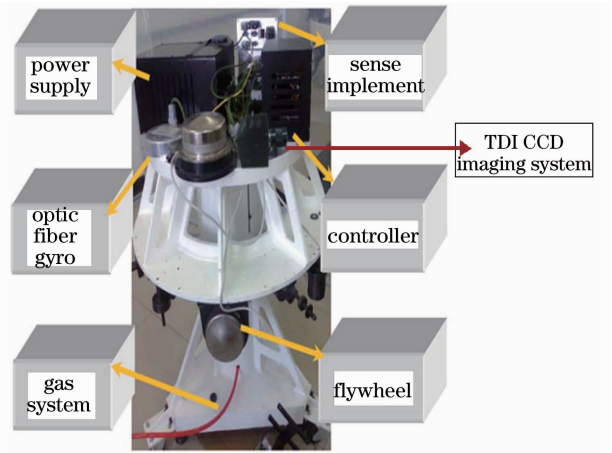 power
supply
sense
implement
TDI CCD
imaging system
optic
fiber
gyro
controller
gas
system
flywheel